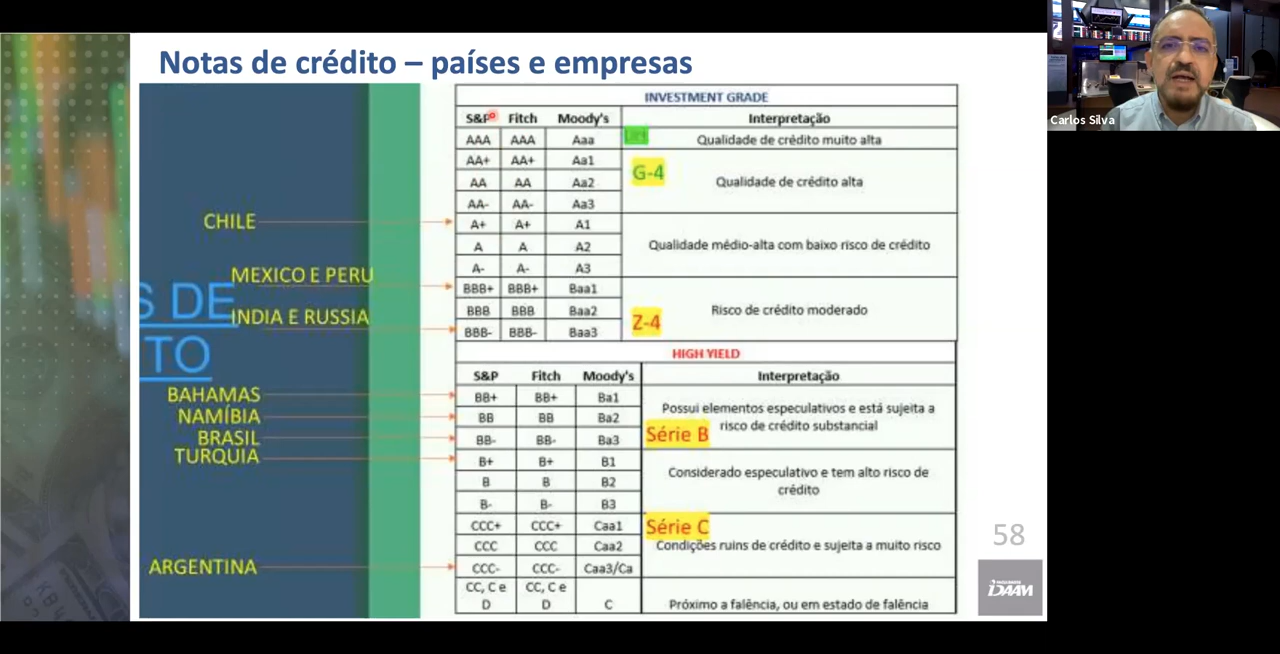 Notas de crédito – países e empresas
Carlos Silva
S DE
TO
CHILE
MEXICO E PERU
INDIA E RUSSIA
BAHAMAS
NAMÍBIA
BRASIL
TURQUIA
ARGENTINA
INVESTMENT GRADE
S&P Fitch Moody's Interpretação
AAA AAA Aaa Qualidade de crédito muito alta
AA+ AA+ Aa1
G-4
AA AA Aa2 Qualidade de crédito alta
AA- AA- Aa3
A+ A+ A1
A A A2 Qualidade médio-alta com baixo risco de crédito
A- A- A3
BBB+ BBB+ Baa1
BBB BBB Baa2 Risco de crédito moderado
Z-4
BBB- BBB- Baa3
HIGH YIELD
S&P Fitch Moody's Interpretação
BB+ BB+ Ba1
Possui elementos especulativos e está sujeita a
BB BB Ba2 risco de crédito substancial
BB- BB- Ba3 Série B
B+ B+ B1
Considerado especulativo e tem alto risco de
B B B2
crédito
B- B- B3
CCC+ CCC+ Caa1 Série C
CCC CCC Caa2 Condições ruins de crédito e sujeita a muito risco
CCC- CCC- Caa3/Ca
CC, C e CC, C e
D D C Próximo a falência, ou em estado de falência
58